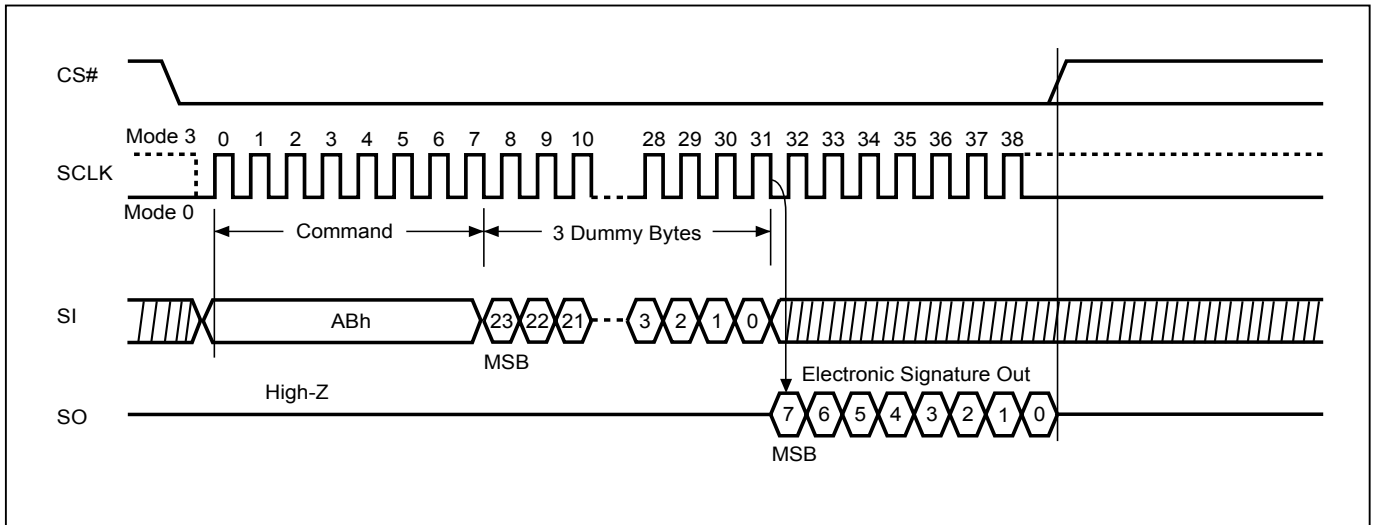 CS#
Mode 3
0 1 2 3 4 5 6 7 8 9 10 28 29 30 31 32 33 34 35 36 37 38
SCLK
Mode 0
Command 3 Dummy Bytes
SI ABh 23 22 21 3 2 1 0
MSB
High-Z Electronic Signature Out
SO 7 6 5 4 3 2 1 0
MSB